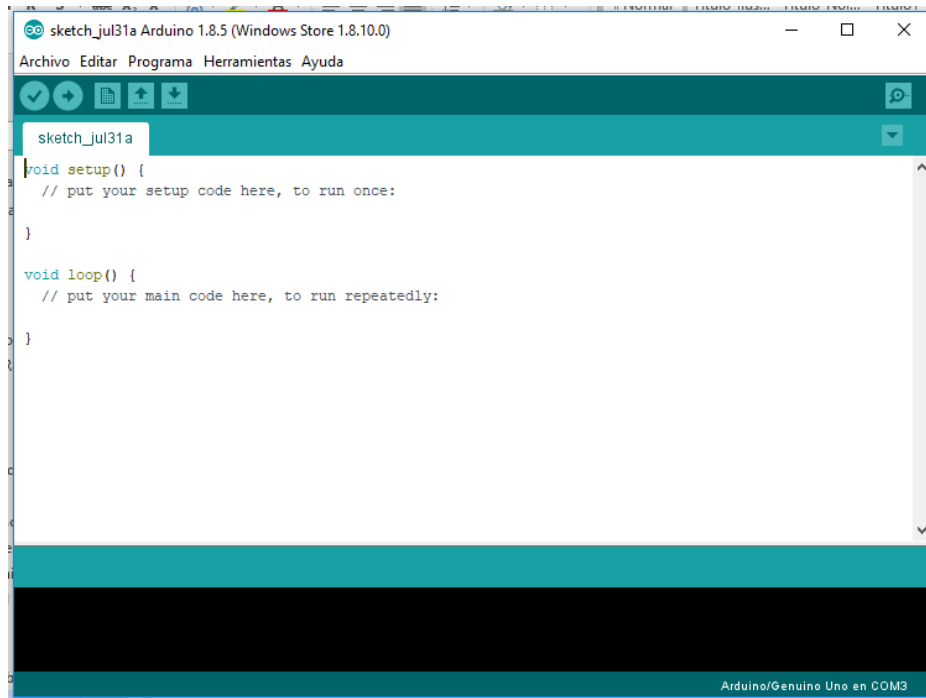 sketch_jul31a Arduino 1.8.5 (Windows Store 1.8.10.0)
Archivo Editar Programa Herramientas Ayuda
sketch_jul31a
void setup() {
// put your setup code here, to run once:
}
void loop() {
// put your main code here, to run repeatedly:
}
Arduino/Genuino Uno en COM3